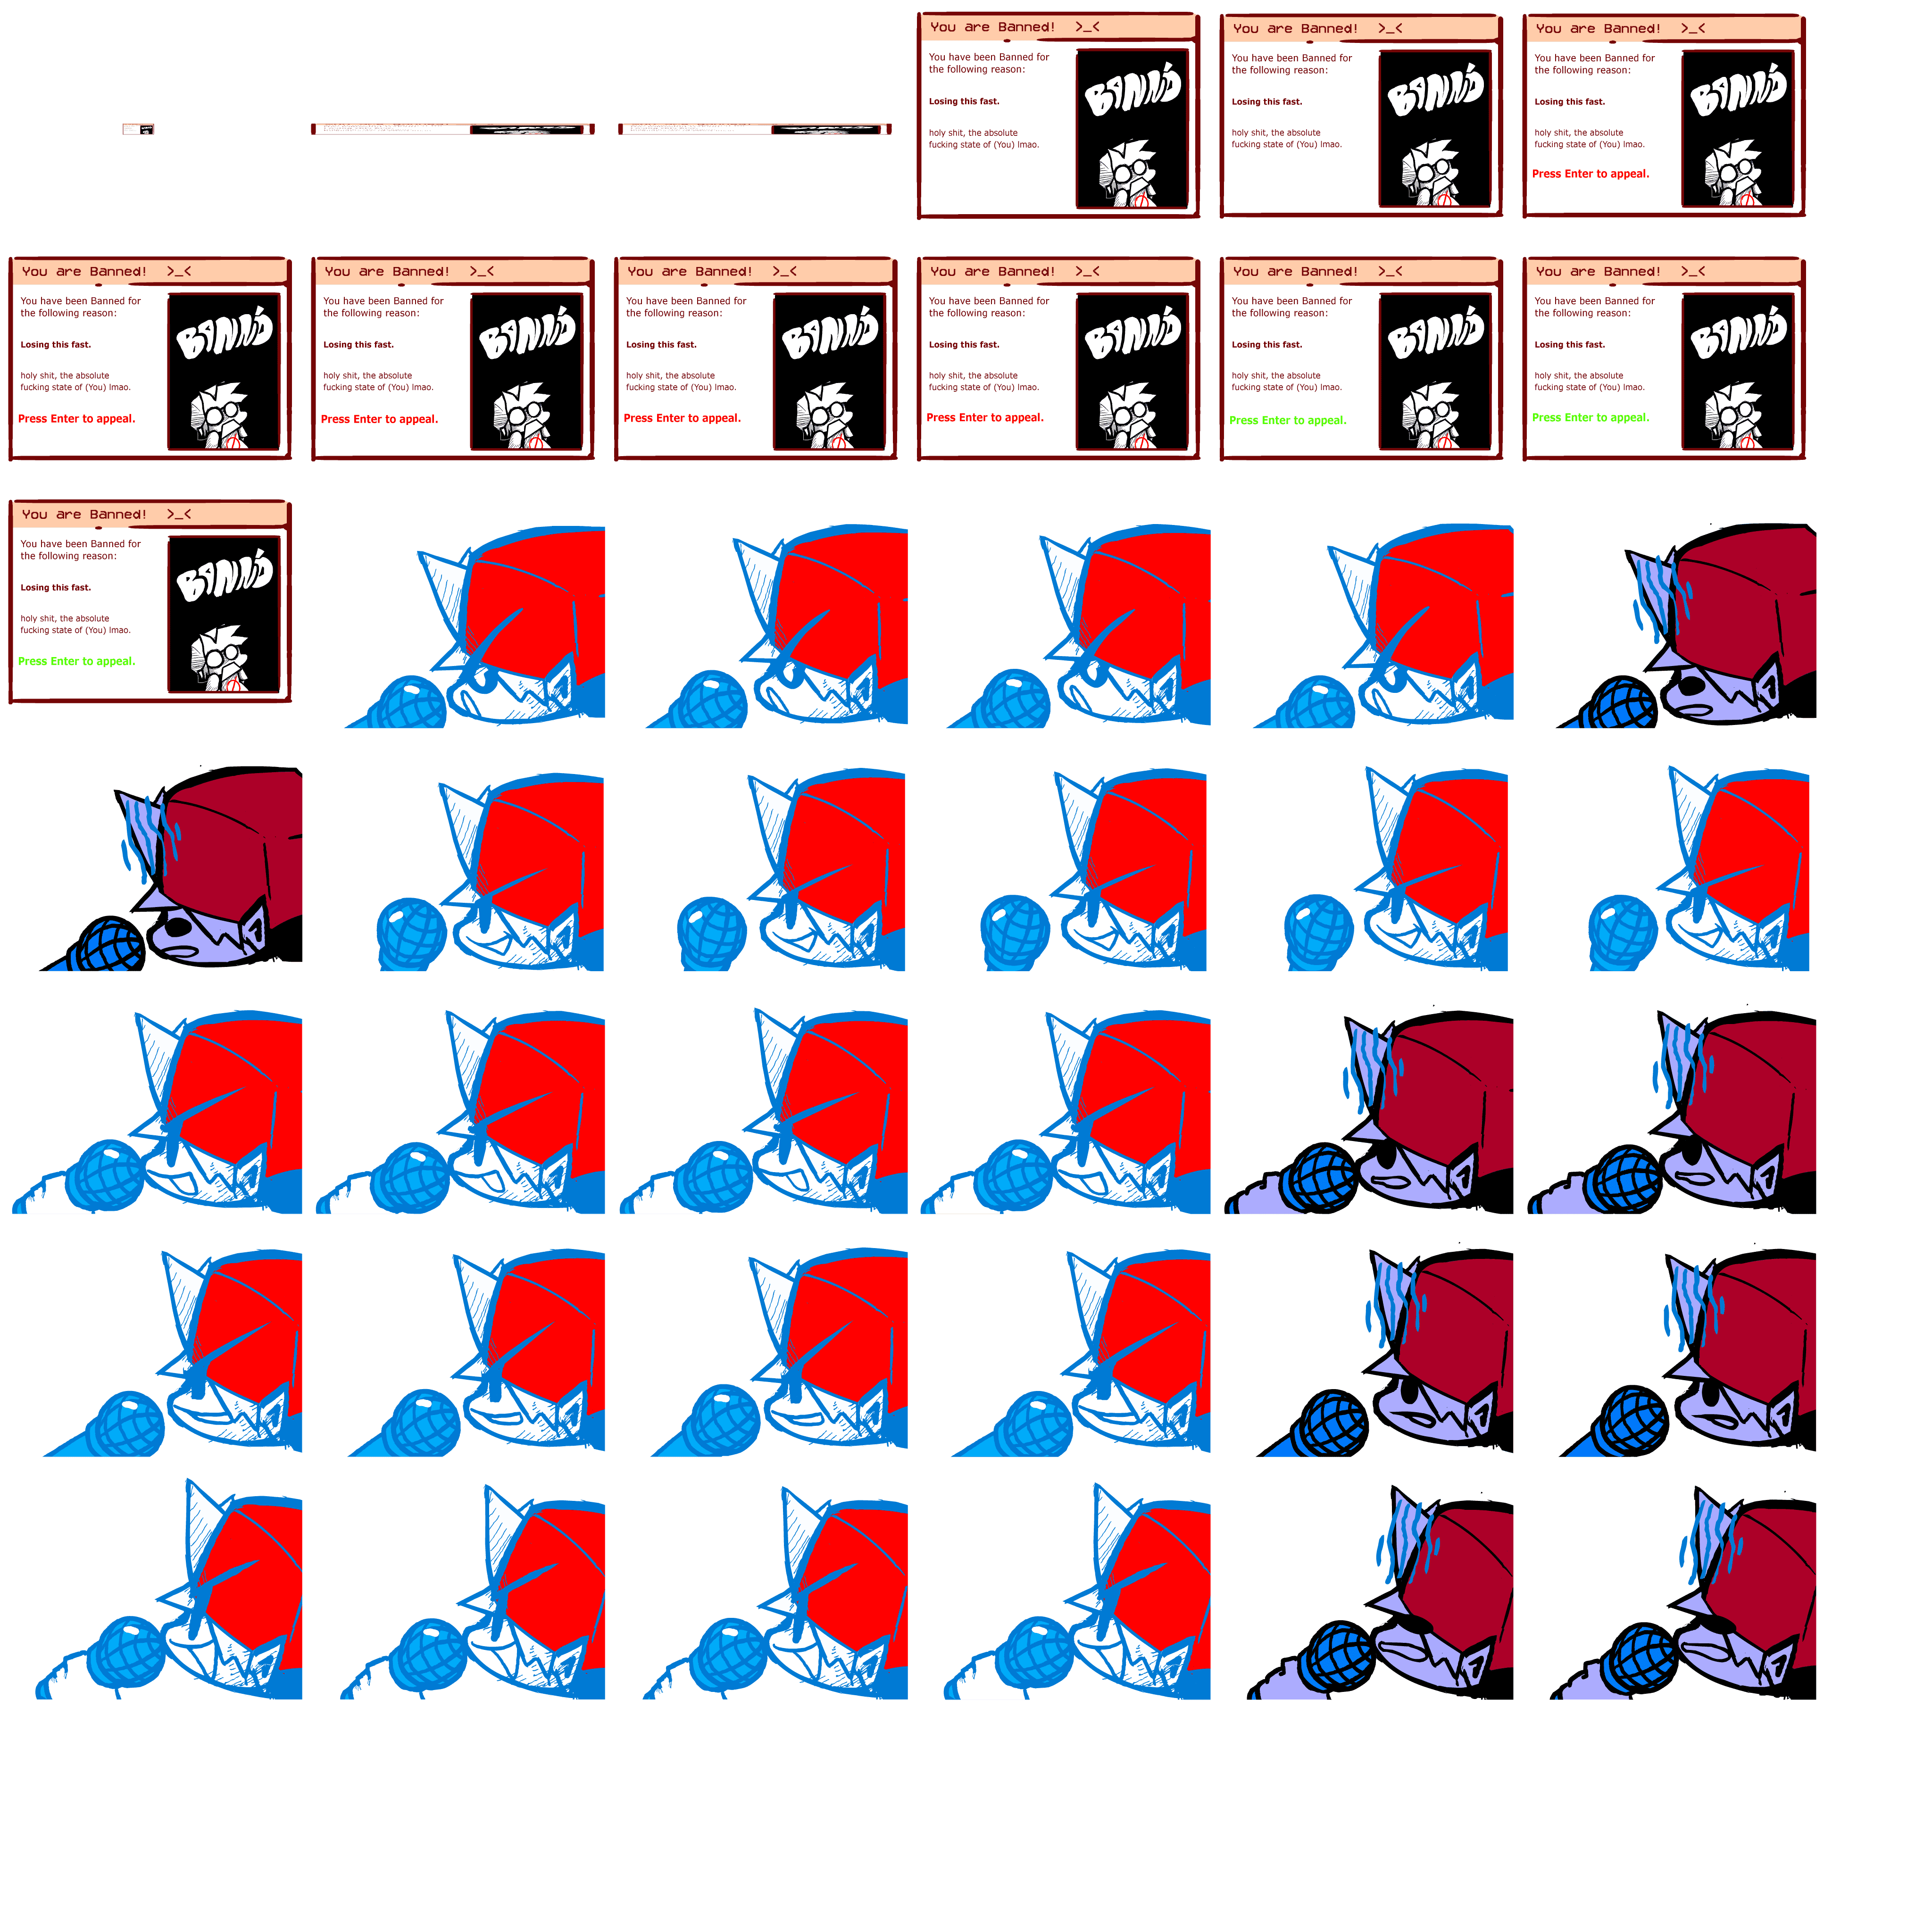 You are Banned! >_<
You have been Banned for
the following reason:
BANN'D
Losing this fast.
holy shit, the absolute
fucking state of (You) lmao.
You are Banned! >_<
You have been Banned for
the following reason:
BANN'D
Losing this fast.
holy shit, the absolute
fucking state of (You) lmao.
You are Banned! >_<
You have been Banned for
the following reason:
BANN'D
Losing this fast.
holy shit, the absolute
fucking state of (You) lmao.
Press Enter to appeal.
You are Banned! >_<
You have been Banned for
the following reason:
BANN'D
Losing this fast.
holy shit, the absolute
fucking state of (You) lmao.
Press Enter to appeal.
You are Banned! >_<
You have been Banned for
the following reason:
BANN'D
Losing this fast.
holy shit, the absolute
fucking state of (You) lmao.
Press Enter to appeal.
You are Banned! >_<
You have been Banned for
the following reason:
BANN'D
Losing this fast.
holy shit, the absolute
fucking state of (You) lmao.
Press Enter to appeal.
You are Banned! >_<
You have been Banned for
the following reason:
BANN'D
Losing this fast.
holy shit, the absolute
fucking state of (You) lmao.
Press Enter to appeal.
You are Banned! >_<
You have been Banned for
the following reason:
BANN'D
Losing this fast.
holy shit, the absolute
fucking state of (You) lmao.
Press Enter to appeal.
You are Banned! >_<
You have been Banned for
the following reason:
BANN'D
Losing this fast.
holy shit, the absolute
fucking state of (You) lmao.
Press Enter to appeal.
You are Banned! >_<
You have been Banned for
the following reason:
BANN'D
Losing this fast.
holy shit, the absolute
fucking state of (You) lmao.
Press Enter to appeal.